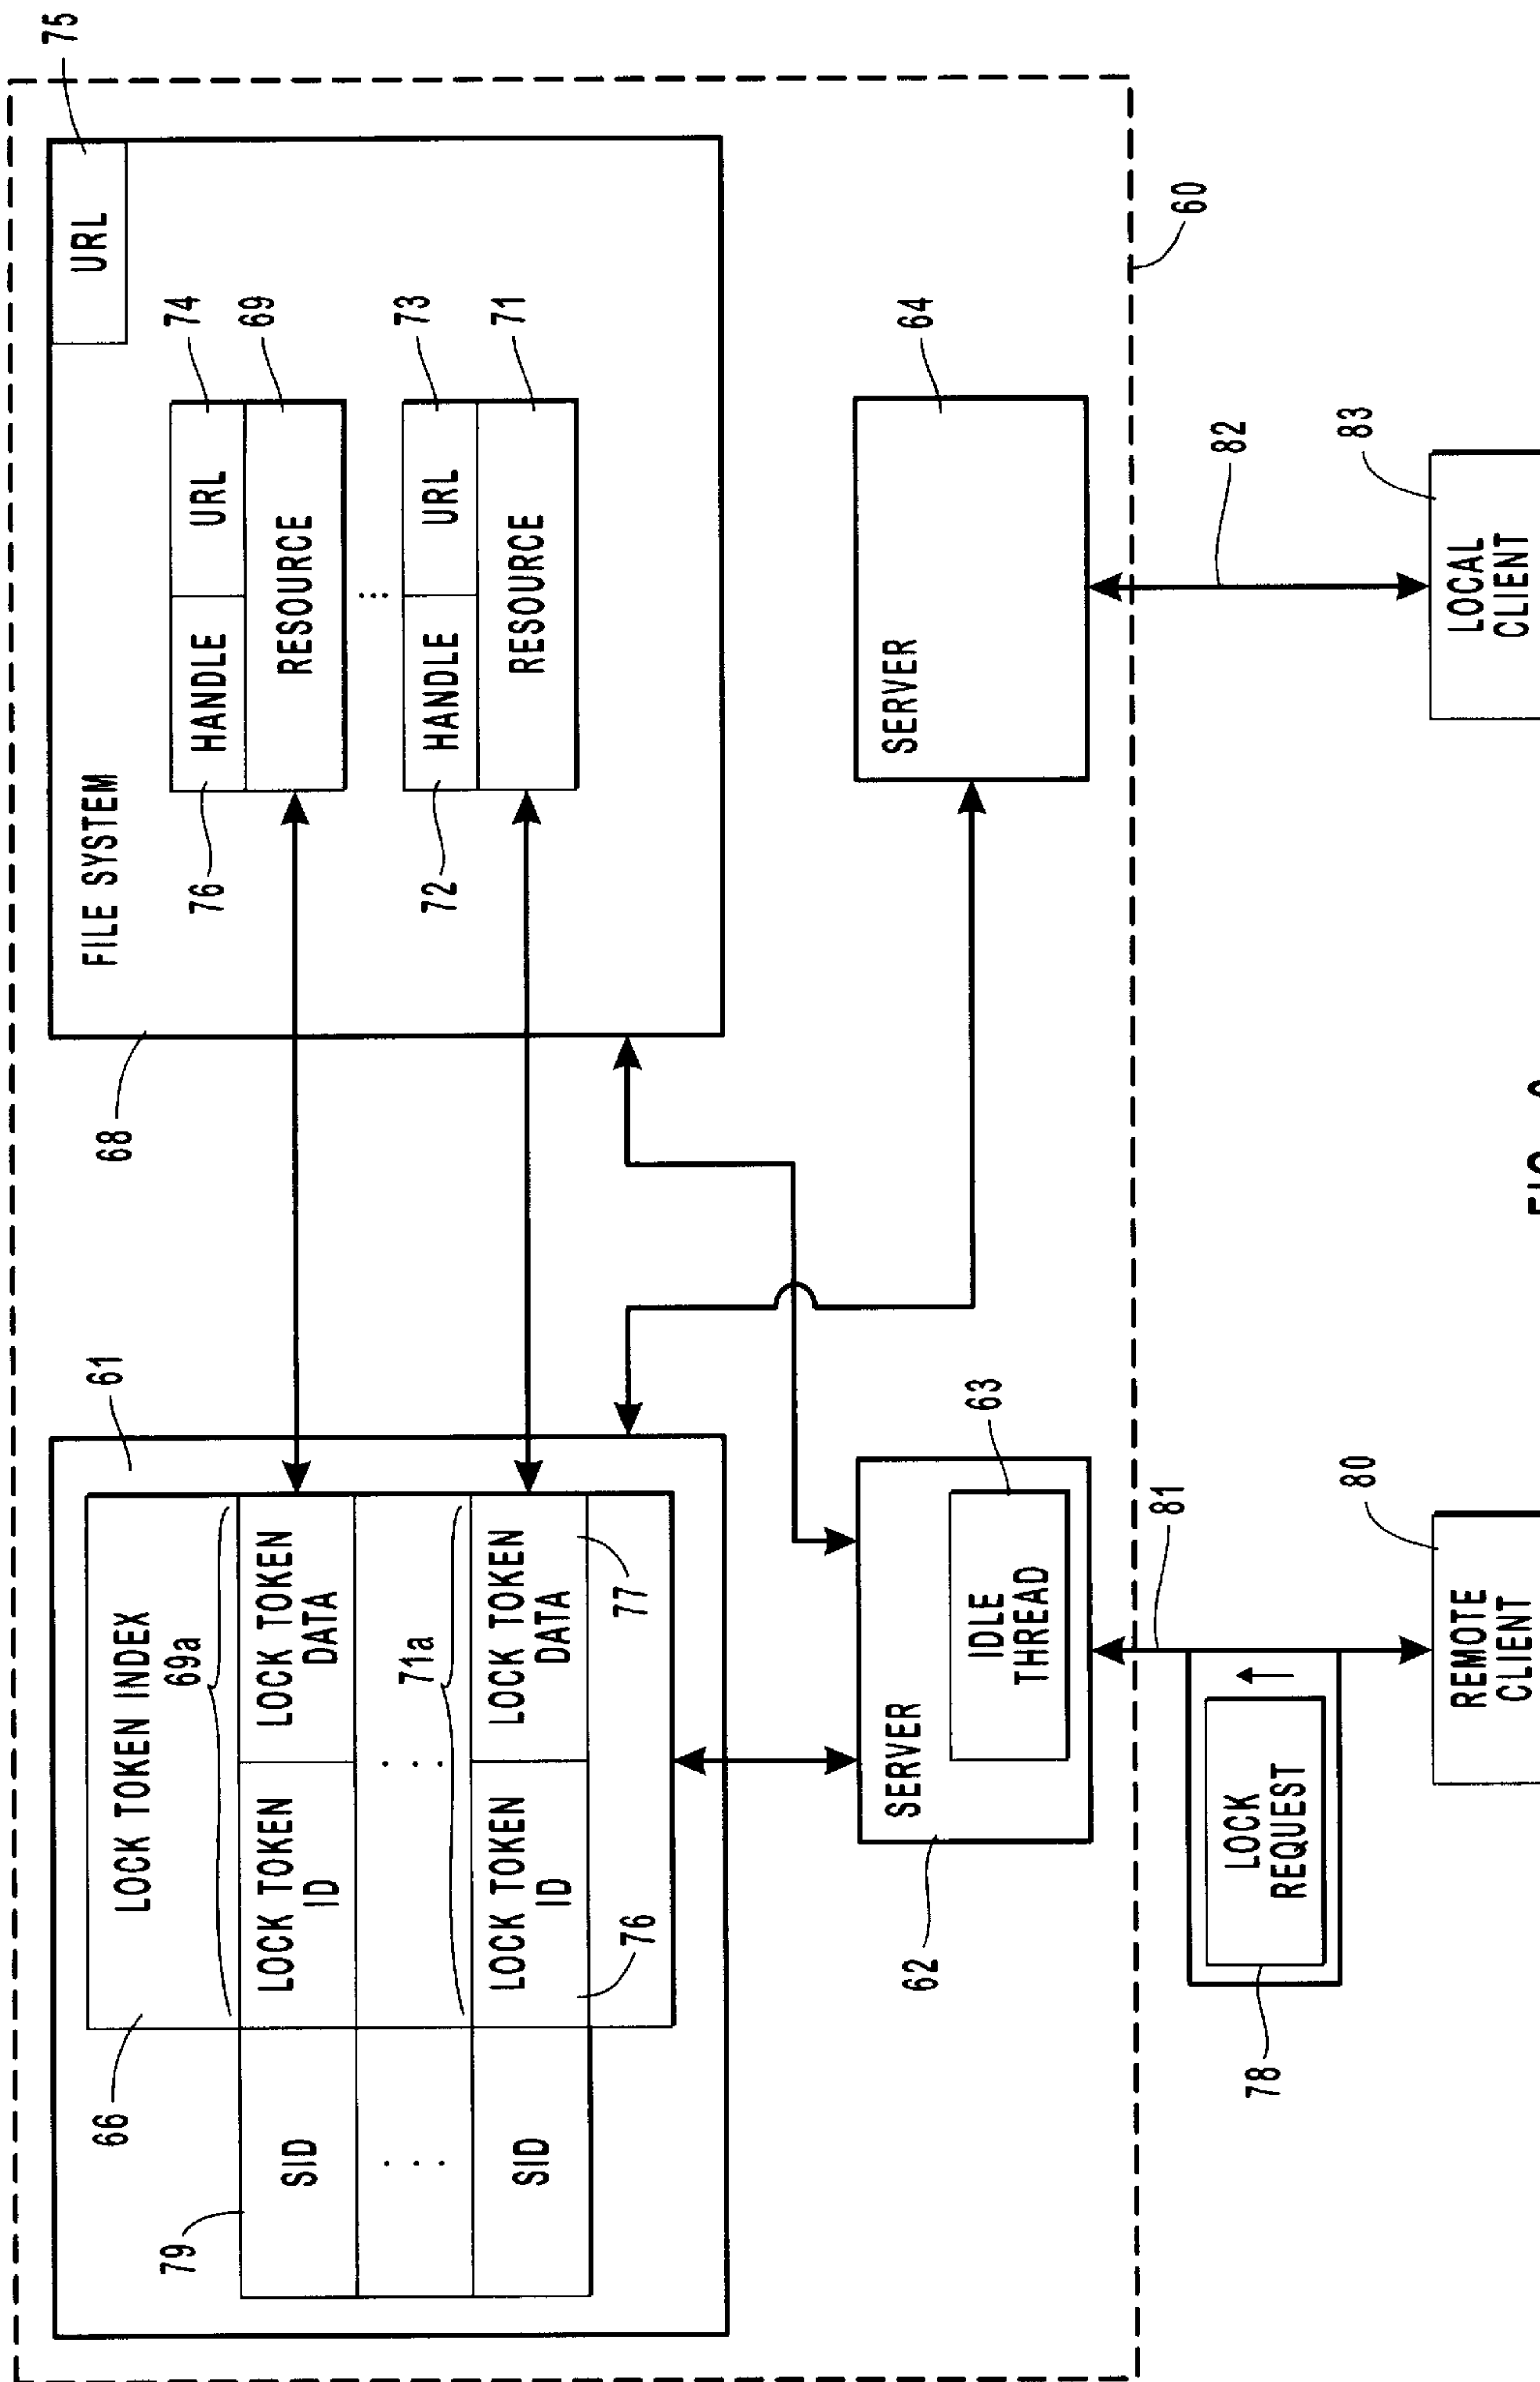 61
LOCK TOKEN INDEX
66
69a
SID
LOCK TOKEN
ID
LOCK TOKEN
DATA
79
. . .
. . .
71a
SID
LOCK TOKEN
ID
LOCK TOKEN
DATA
76
77
68
FILE SYSTEM
URL
75
HANDLE
URL
74
RESOURCE
69
76
...
HANDLE
URL
73
RESOURCE
71
72
SERVER
62
IDLE
THREAD
63
SERVER
64
60
81
82
LOCK
REQUEST
78
REMOTE
CLIENT
80
LOCAL
CLIENT
83